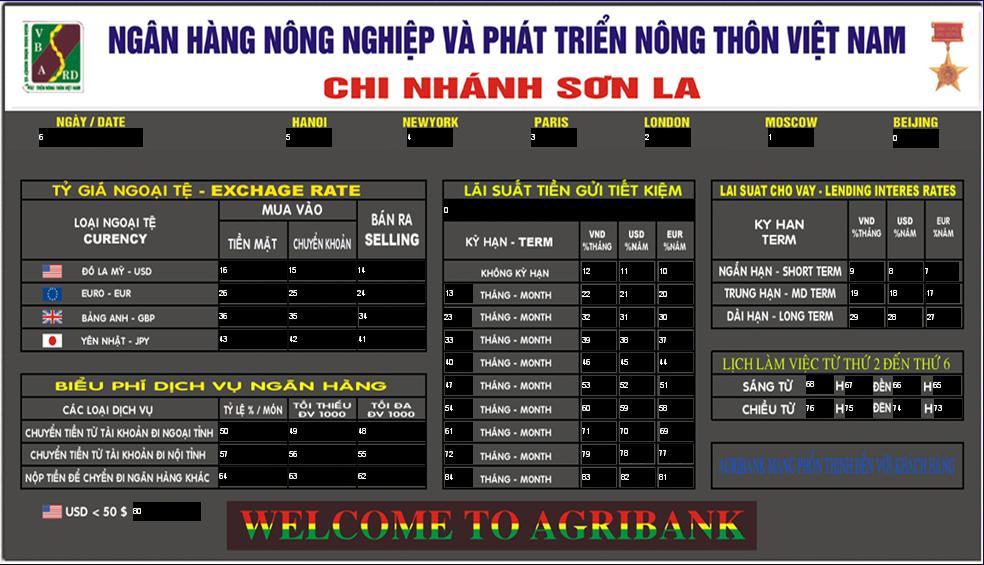 V
B
A
RD
PHÁT TRIỂN NÔNG THÔN VIỆT NAM
NGÂN HÀNG NÔNG NGHIỆP VÀ PHÁT TRIỂN NÔNG THÔN VIỆT NAM
CHI NHÁNH SƠN LA
NGÀY / DATE HANOI NEWYORK PARIS LONDON MOSCOW BEIJING
6 5 4 3 2 1 0
TỶ GIÁ NGOẠI TỆ - EXCHAGE RATE
LOẠI NGOẠI TỆ
CURENCY
MUA VÀO
TIỀN MẶT CHUYỂN KHOẢN
BÁN RA
SELLING
ĐÔ LA MỸ - USD 16 15 14
EURO - EUR 26 25 24
BẢNG ANH - GBP 36 35 34
YÊN NHẬT - JPY 43 42 41
BIỂU PHÍ DỊCH VỤ NGÂN HÀNG
CÁC LOẠI DỊCH VỤ
TỶ LỆ % / MÓN
TỐI THIỂU
ĐV 1000
TỐI ĐA
ĐV 1000
CHUYỂN TIỀN TỪ TÀI KHOẢN ĐI NGOẠI TỈNH 50 49 48
CHUYỂN TIỀN TỪ TÀI KHOẢN ĐI NỘI TỈNH 57 56 55
NỘP TIỀN ĐỂ CHYỂN ĐI NGÂN HÀNG KHÁC 64 63 62
USD < 50 $ 80
LÃI SUẤT TIỀN GỬI TIẾT KIỆM
0
KỲ HẠN - TERM
VND
%THÁNG
USD
%NĂM
EUR
%NĂM
KHÔNG KỲ HẠN 12 11 10
13 THÁNG - MONTH 22 21 20
23 THÁNG - MONTH 32 31 30
33 THÁNG - MONTH 39 38 37
40 THÁNG - MONTH 46 45 44
47 THÁNG - MONTH 53 52 51
54 THÁNG - MONTH 60 59 58
61 THÁNG - MONTH 71 70 69
72 THÁNG - MONTH 79 78 77
84 THÁNG - MONTH 83 82 81
LAI SUAT CHO VAY - LENDING INTERES RATES
KY HAN
TERM
VND
%THÁNG
USD
%NĂM
EUR
%NĂM
NGẮN HẠN - SHORT TERM 9 8 7
TRUNG HẠN - MD TERM 19 18 17
DÀI HẠN - LONG TERM 29 28 27
LỊCH LÀM VIỆC TỪ THỨ 2 ĐẾN THỨ 6
SÁNG TỪ 68 H 67 ĐẾN 66 H 65
CHIỀU TỪ 76 H 75 ĐEN 74 H 73
AGRIBANK MANG PHỒN THỊNH ĐẾN VỚI KHÁCH HÀNG
WELCOME TO AGRIBANK